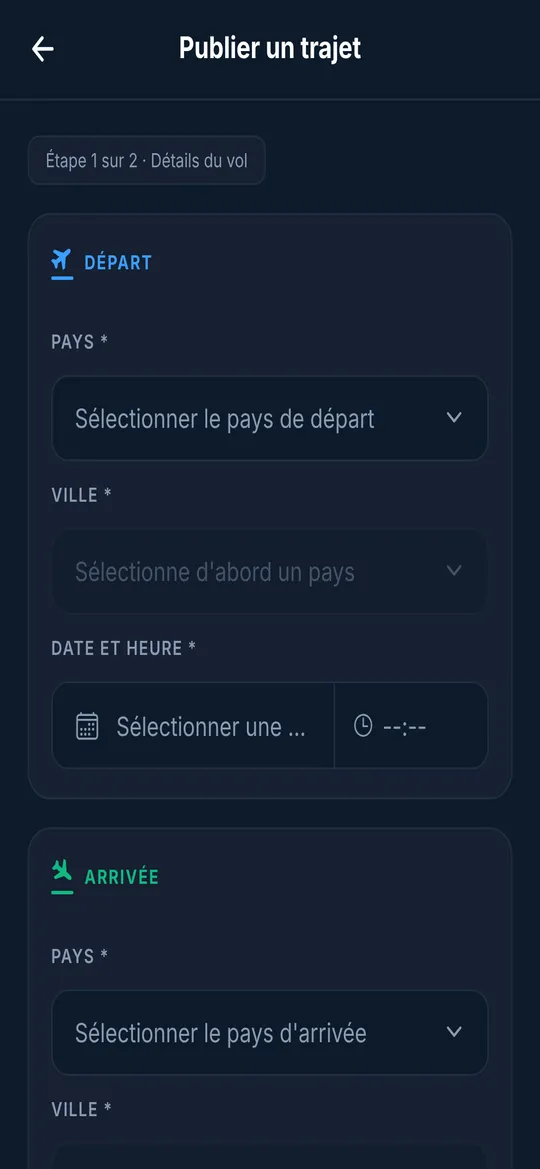 Publier un trajet
Étape 1 sur 2 · Détails du vol
DÉPART
PAYS *
Sélectionner le pays de départ
VILLE *
Sélectionne d'abord un pays
DATE ET HEURE *
Sélectionner une ... --:--
ARRIVÉE
PAYS *
Sélectionner le pays d'arrivée
VILLE *